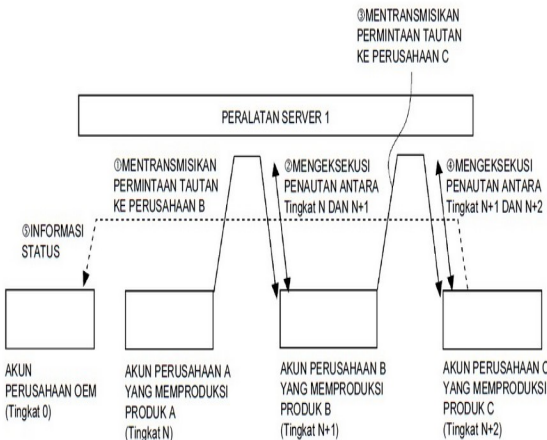 ③MENTRANSMISIKAN
PERMINTAAN TAUTAN
KE PERUSAHAAN C
PERALATAN SERVER 1
①MENTRANSMISIKAN
PERMINTAAN TAUTAN
KE PERUSAHAAN B
②MENGEKSEKUSI
PENAUTAN ANTARA
Tingkat N DAN N+1
④MENGEKSEKUSI
PENAUTAN ANTARA
Tingkat N+1 DAN N+2
⑤INFORMASI
STATUS
AKUN
PERUSAHAAN OEM
(Tingkat 0)
AKUN PERUSAHAAN A
YANG MEMPRODUKSI
PRODUK A
(Tingkat N)
AKUN PERUSAHAAN B
YANG MEMPRODUKSI
PRODUK B
(Tingkat N+1)
AKUN PERUSAHAAN C
YANG MEMPRODUKSI
PRODUK C
(Tingkat N+2)